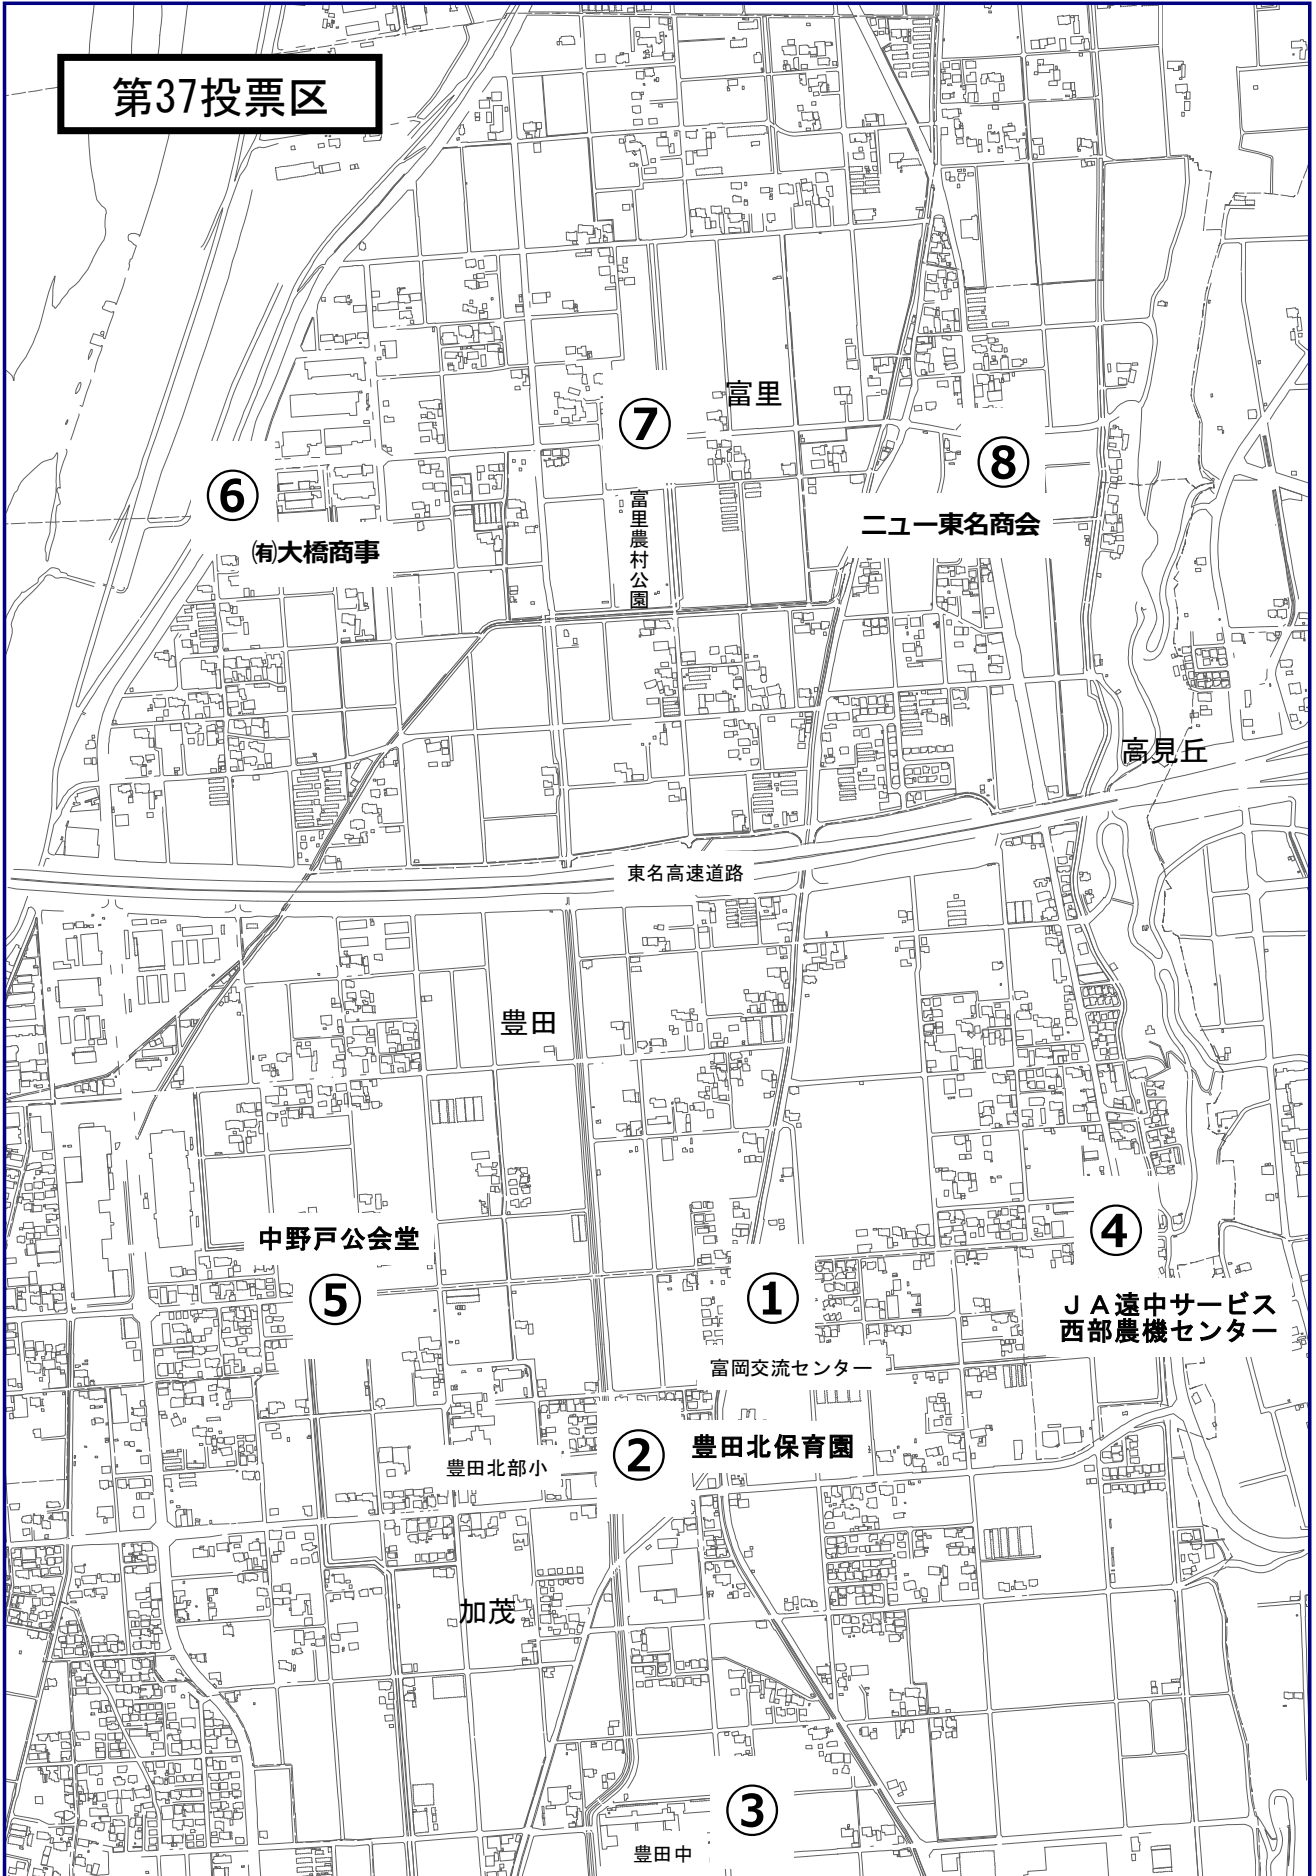 第37投票区
富里
⑦
⑧
⑥
富里農村公園
ニュー東名商会
㈲大橋商事
高見丘
東名高速道路
豊田
④
中野戸公会堂
⑤
①
ＪＡ遠中サービス
西部農機センター
富岡交流センター
②
豊田北保育園
豊田北部小
加茂
③
豊田中